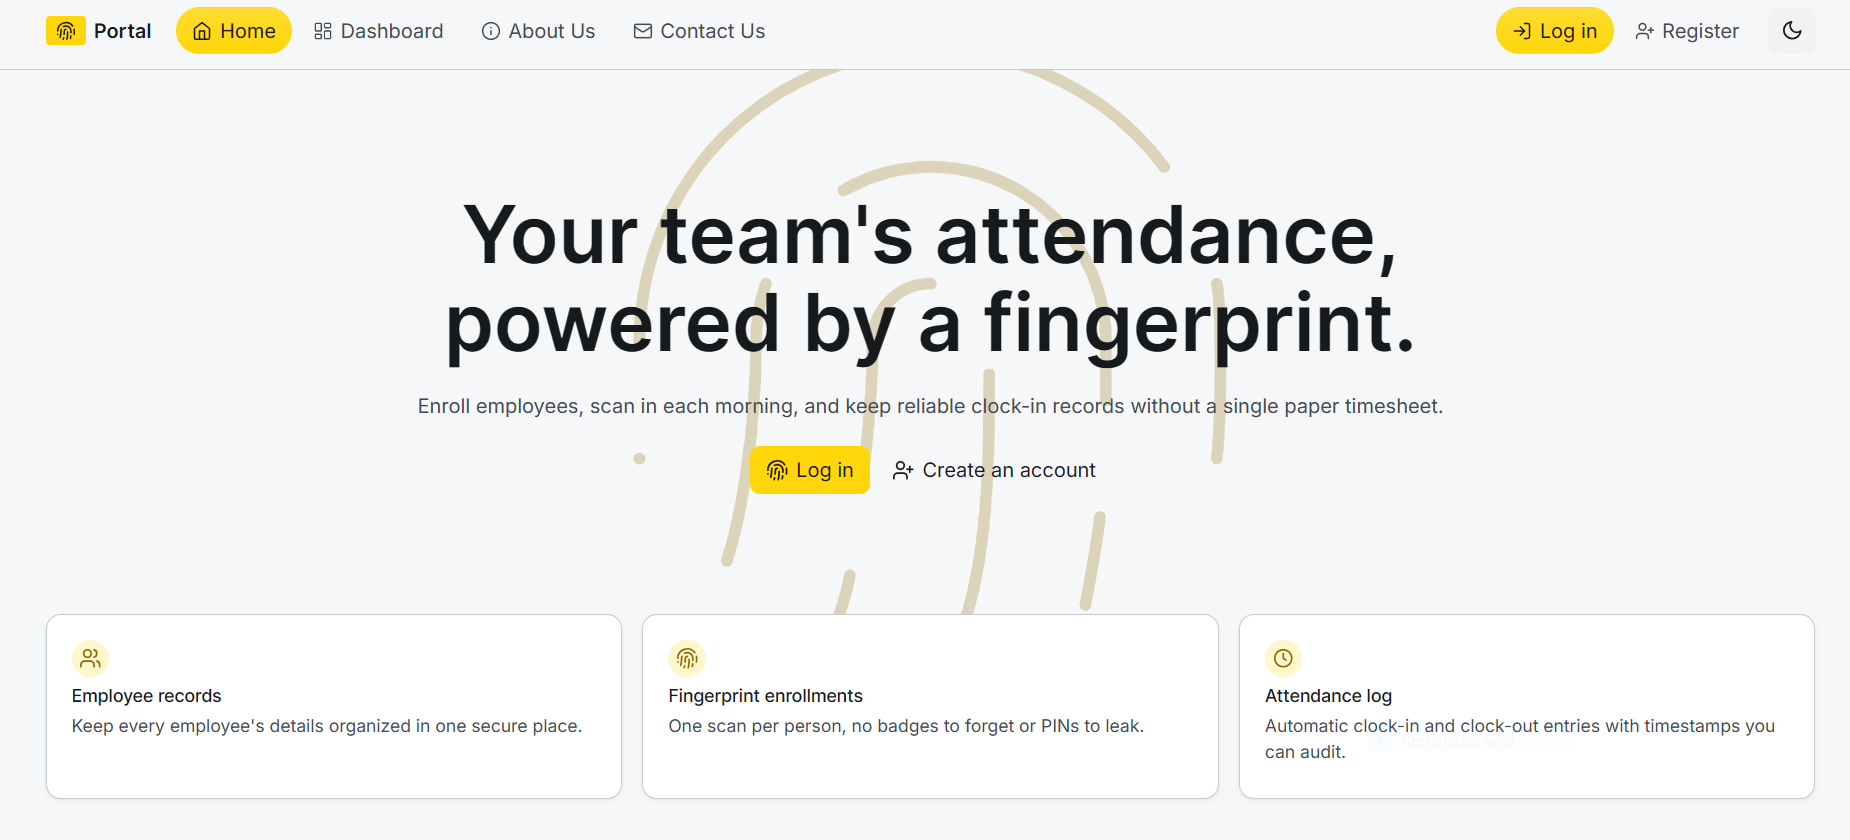 Portal
Home
Dashboard
About Us
Contact Us
Log in
Register
Your team's attendance,
powered by a fingerprint.
Enroll employees, scan in each morning, and keep reliable clock-in records without a single paper timesheet.
Log in
Create an account
Employee records
Keep every employee's details organized in one secure place.
Fingerprint enrollments
One scan per person, no badges to forget or PINs to leak.
Attendance log
Automatic clock-in and clock-out entries with timestamps you
can audit.
Rectangular Snip